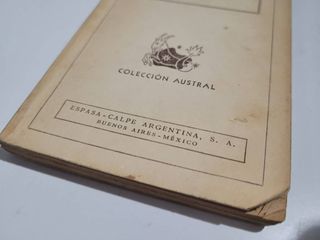 COLECCIÓN AUSTRAL
ESPASA-CALPE ARGENTINA, S. A.
BUENOS AIRES-MÉXICO